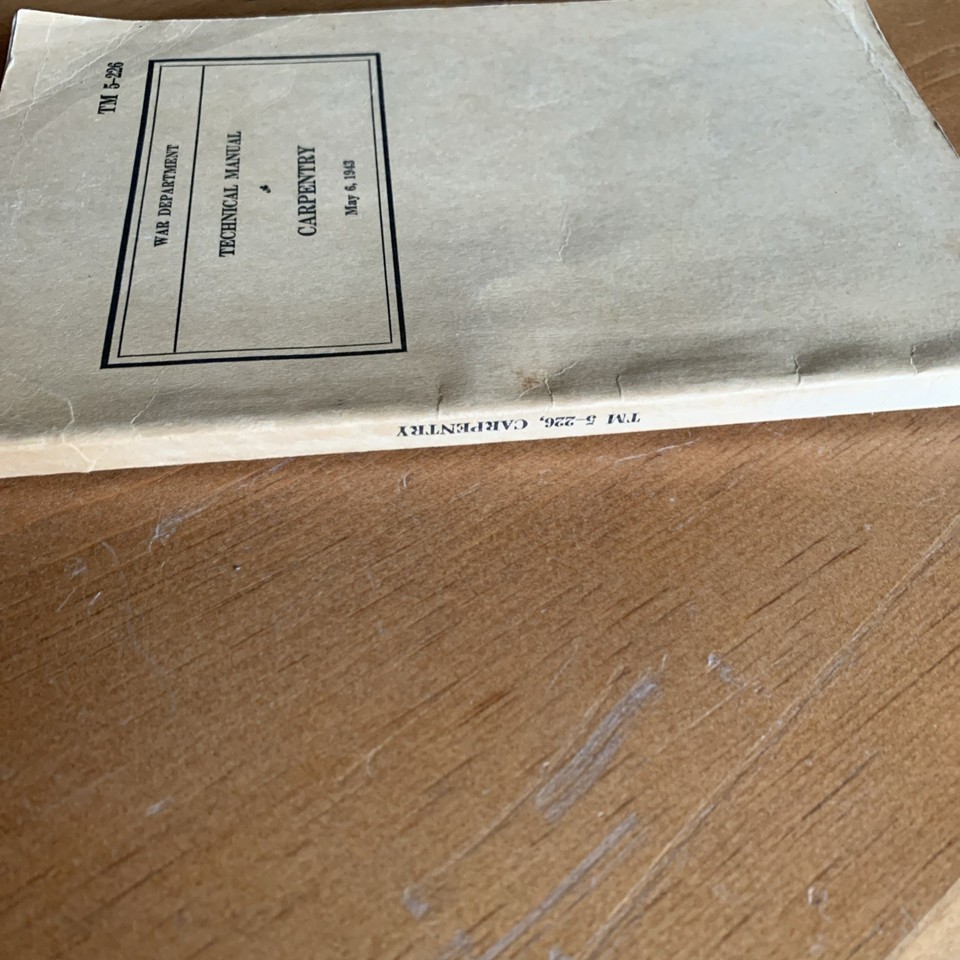 TM 5-226
WAR DEPARTMENT
TECHNICAL MANUAL
CARPENTRY
May 6, 1943
TM 5-226, CARPENTRY